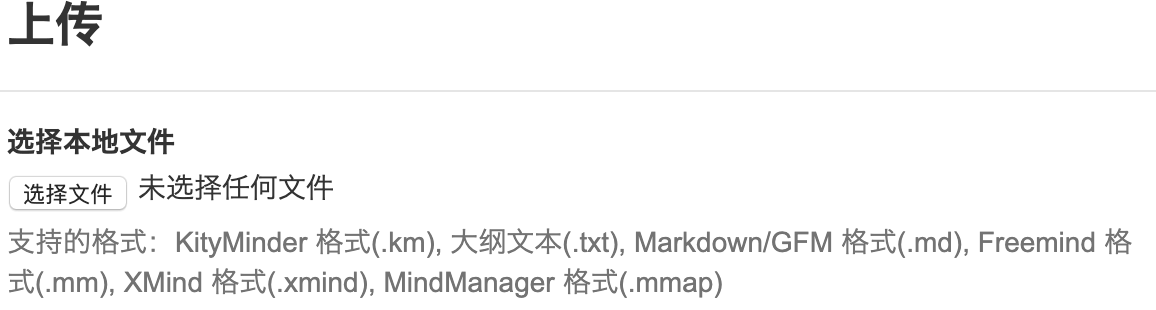 上传
选择本地文件
选择文件 未选择任何文件
支持的格式：KityMinder 格式(.km), 大纲文本(.txt), Markdown/GFM 格式(.md), Freemind 格
式(.mm), XMind 格式(.xmind), MindManager 格式(.mmap)